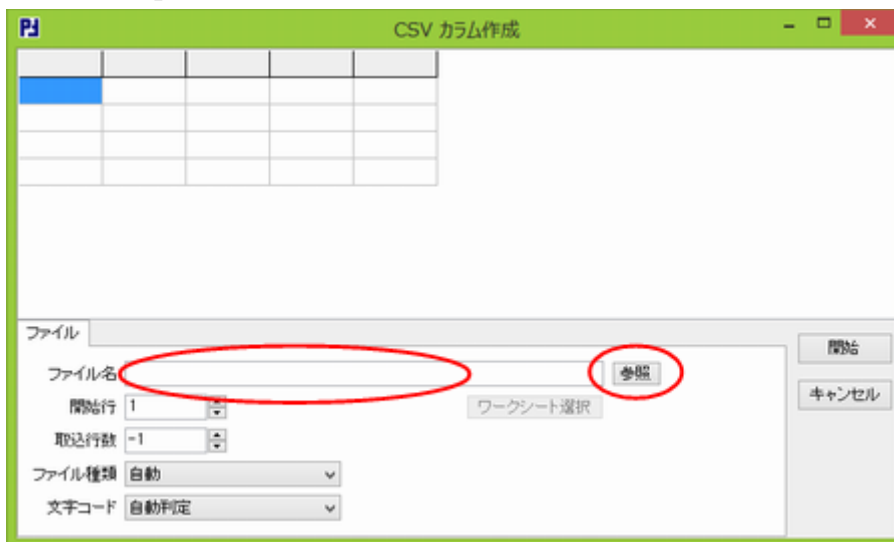 CSV カラム作成
ファイル
ファイル名 参照
開始行 1 ワークシート選択
取込行数 -1
ファイル種類 自動
文字コード 自動判定
開始
キャンセル